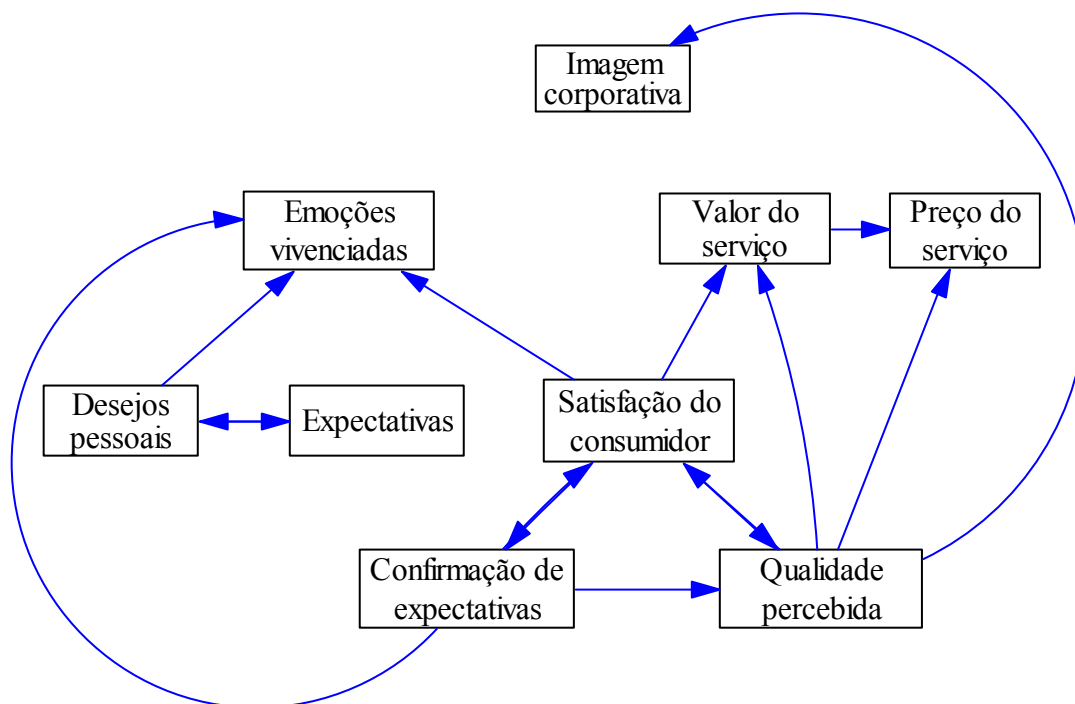 Imagem
corporativa
Emoções
vivenciadas
Valor do
serviço
Preço do
serviço
Desejos
pessoais
Expectativas
Satisfação do
consumidor
Confirmação de
expectativas
Qualidade
percebida